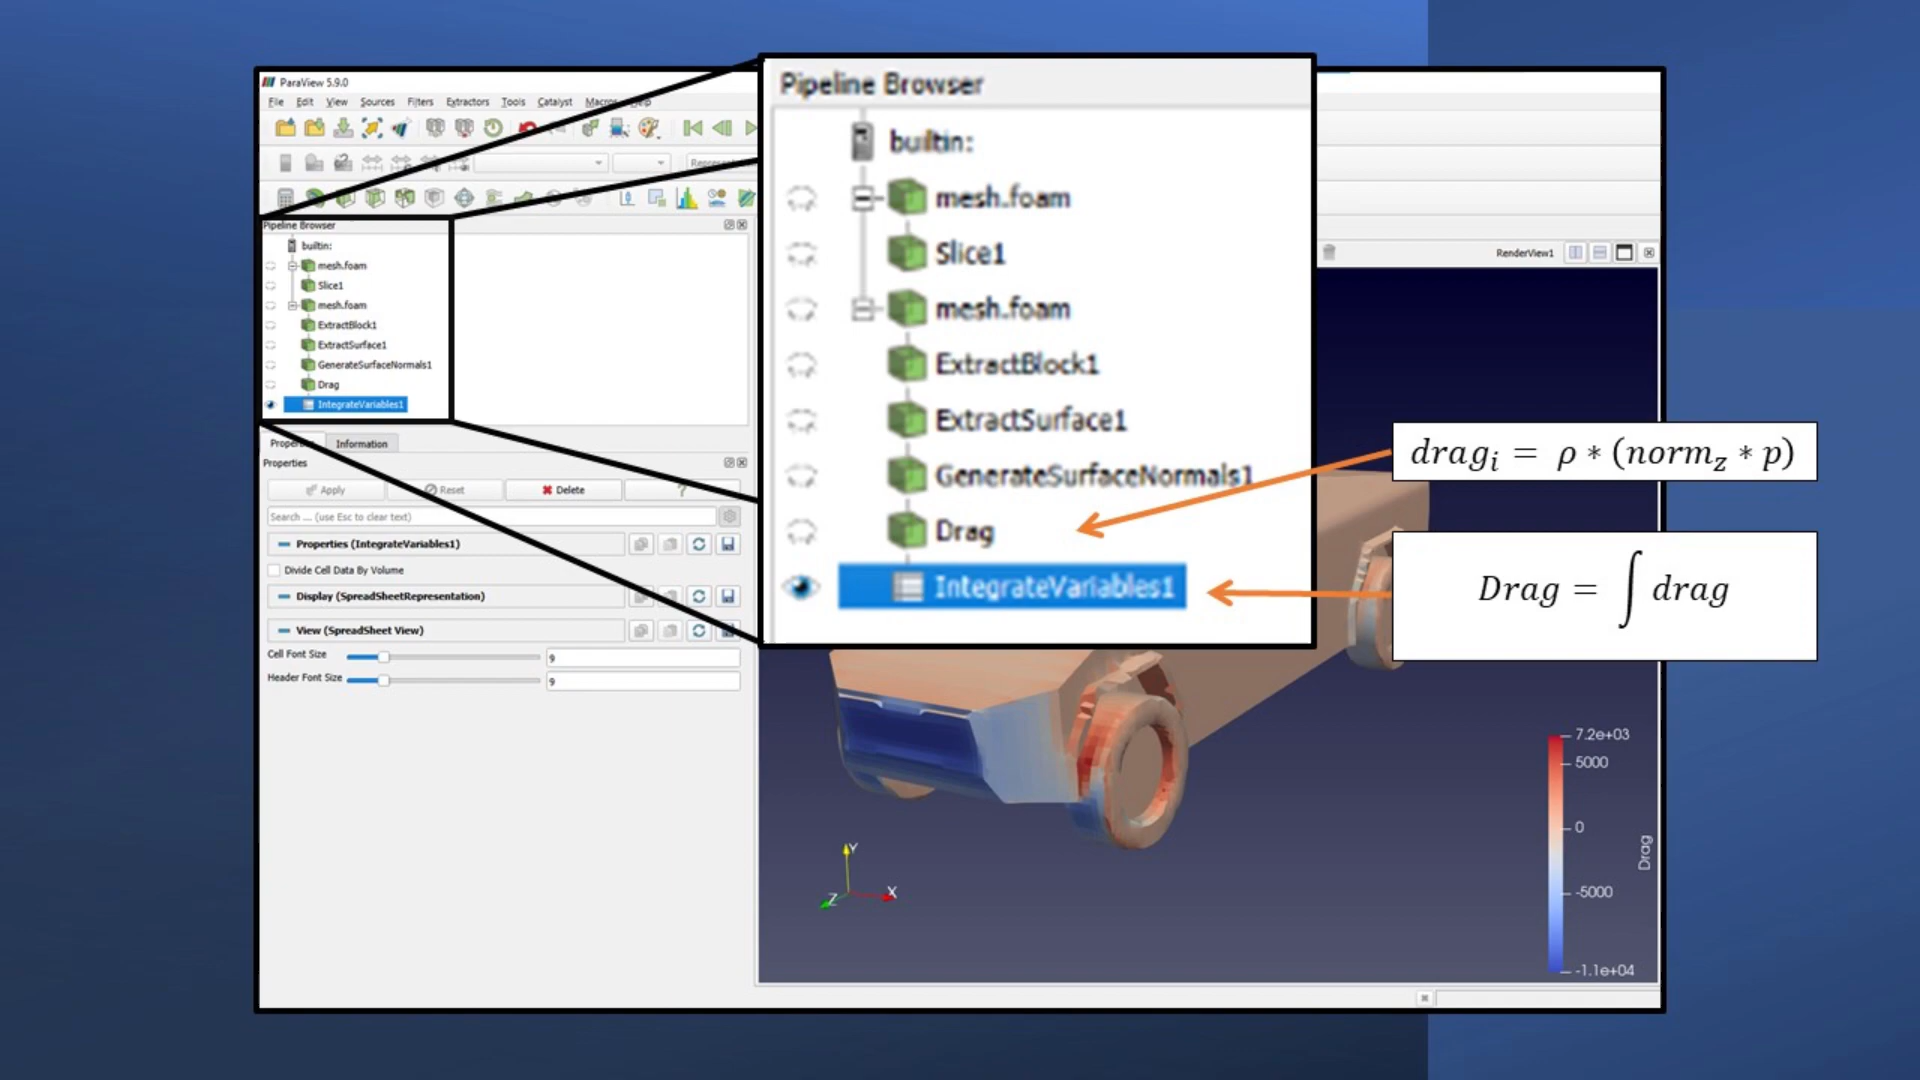 ParaView 5.9.0
File Edit View Sources Filters Extractors Tools Catalyst Macros
Pipeline Browser
builtin:
mesh.foam
Slice1
mesh.foam
ExtractBlock1
ExtractSurface1
GenerateSurfaceNormals1
Drag
IntegrateVariables1
Pipeline Browser
builtin:
mesh.foam
Slice1
mesh.foam
ExtractBlock1
ExtractSurface1
GenerateSurfaceNormals1
Drag
IntegrateVariables1
Information
Properties
Apply Reset Delete ?
Search ... (use Esc to clear text)
Properties (IntegrateVariables1)
Divide Cell Data By Volume
Display (SpreadSheetRepresentation)
View (SpreadSheet View)
Cell Font Size 9
Header Font Size 9
RenderView1
drag_i = ρ * (norm_z * p)
Drag = ∫ drag
7.2e+03
5000
0
-5000
-1.1e+04
Drag
Y
X
Z